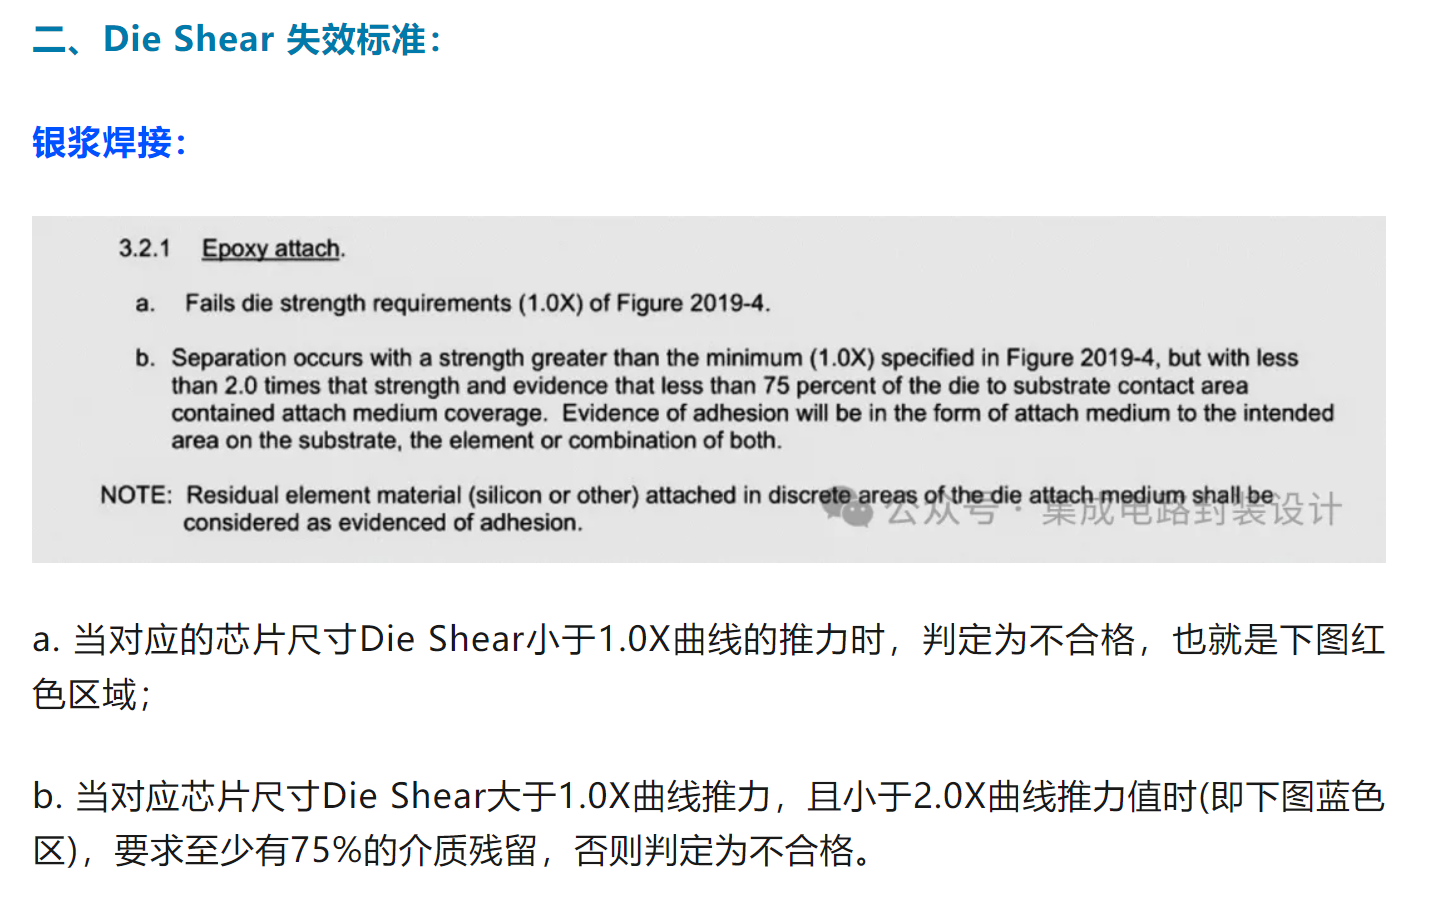 二、Die Shear 失效标准：
银浆焊接：
3.2.1 Epoxy attach.
a. Fails die strength requirements (1.0X) of Figure 2019-4.
b. Separation occurs with a strength greater than the minimum (1.0X) specified in Figure 2019-4, but with less
than 2.0 times that strength and evidence that less than 75 percent of the die to substrate contact area
contained attach medium coverage. Evidence of adhesion will be in the form of attach medium to the intended
area on the substrate, the element or combination of both.
NOTE: Residual element material (silicon or other) attached in discrete areas of the die attach medium shall be
considered as evidenced of adhesion.
公众号 · 集成电路封装设计
a. 当对应的芯片尺寸Die Shear小于1.0X曲线的推力时，判定为不合格，也就是下图红
色区域；
b. 当对应芯片尺寸Die Shear大于1.0X曲线推力，且小于2.0X曲线推力值时(即下图蓝色
区)，要求至少有75%的介质残留，否则判定为不合格。